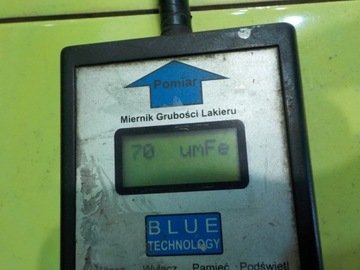 Pomiar
Miernik Grubości Lakieru
70 umFe
BLUE
TECHNOLOGY
Wyłącz Pamięć Podświetl